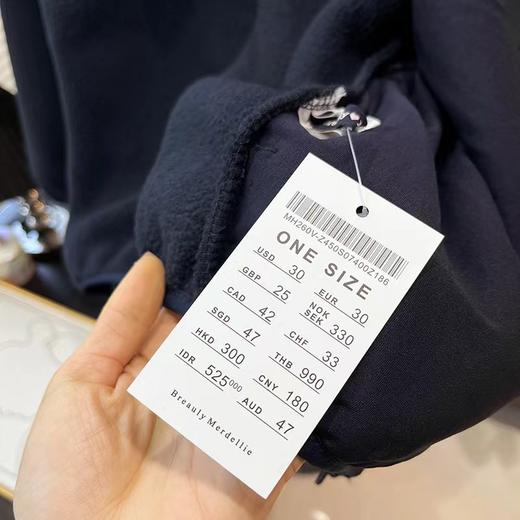 MH260V-Z450S07400Z186
ONE SIZE
USD 30 EUR 30
GBP 25 NOK SEK 330
CAD 42 CHF 33
SGD 47 THB 990
HKD 300 CNY 180
IDR 525000 AUD 47
Breauly Merdellie